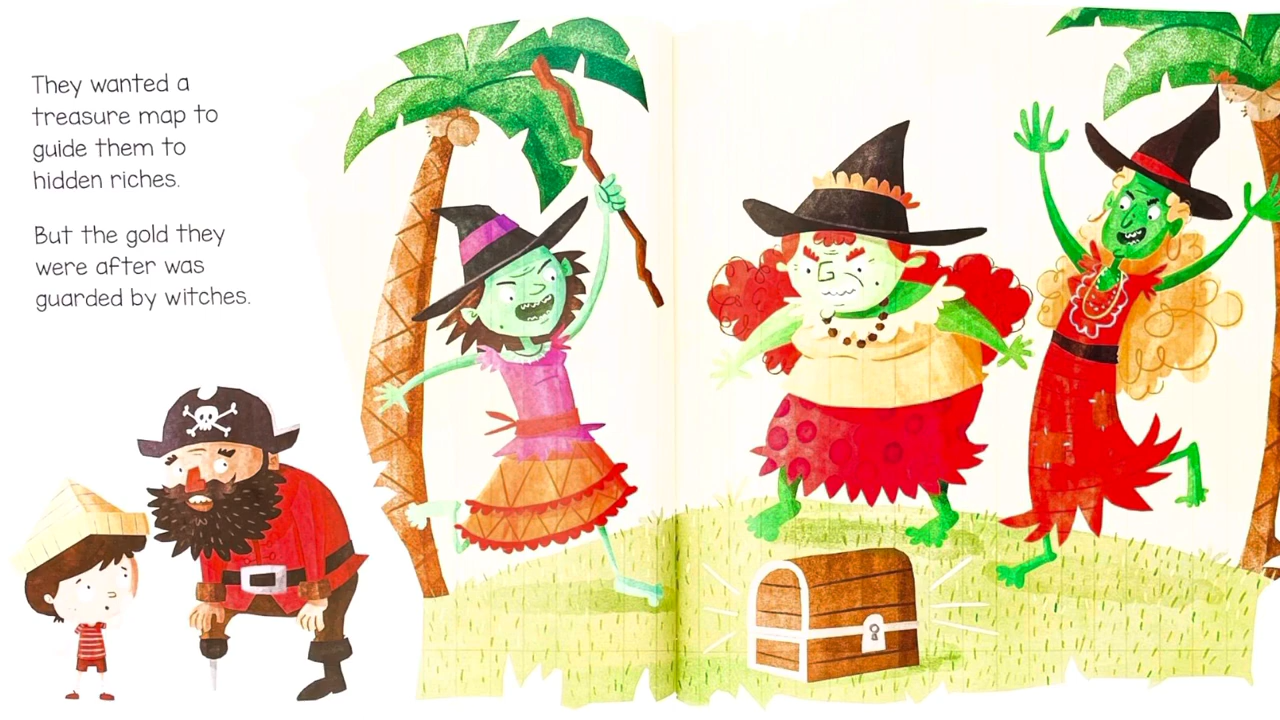 They wanted a
treasure map to
guide them to
hidden riches.
But the gold they
were after was
guarded by witches.